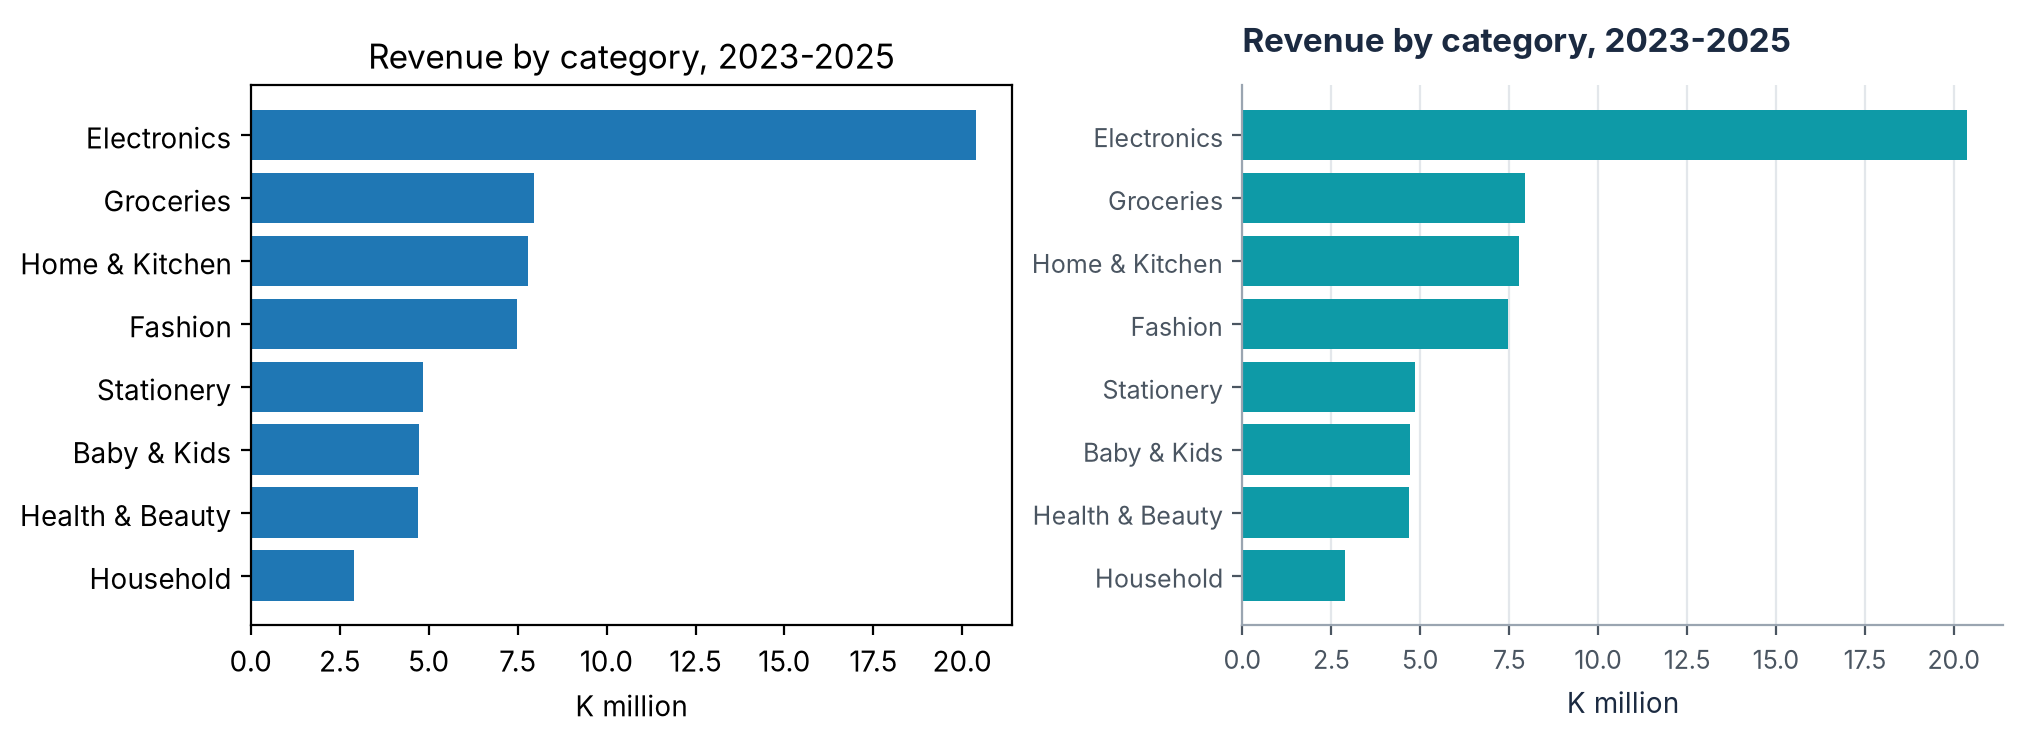 Revenue by category, 2023-2025
Electronics
Groceries
Home & Kitchen
Fashion
Stationery
Baby & Kids
Health & Beauty
Household
0.0 2.5 5.0 7.5 10.0 12.5 15.0 17.5 20.0
K million
Revenue by category, 2023-2025
Electronics
Groceries
Home & Kitchen
Fashion
Stationery
Baby & Kids
Health & Beauty
Household
0.0 2.5 5.0 7.5 10.0 12.5 15.0 17.5 20.0
K million